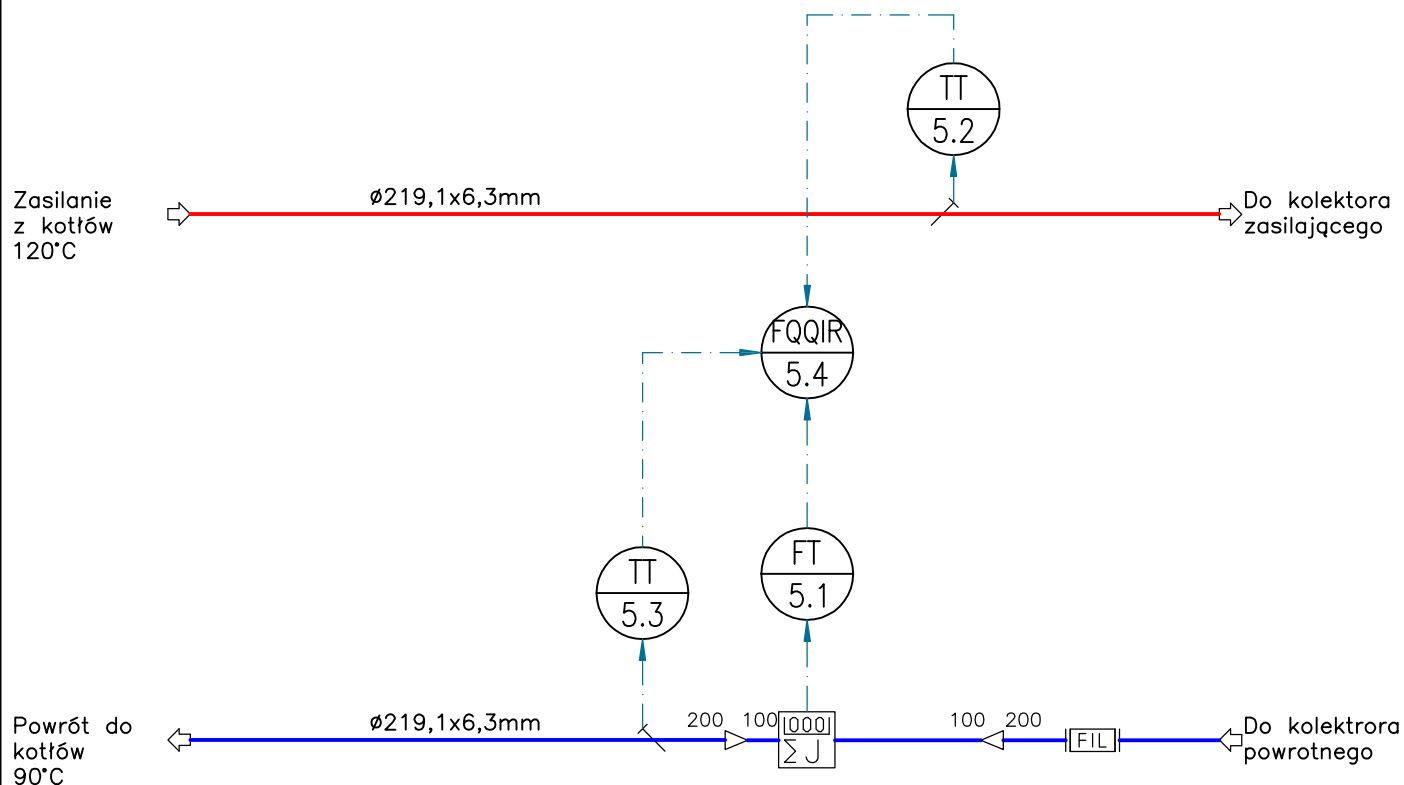 TT
5.2
Zasilanie
z kotłów
120°C
ø219,1x6,3mm
Do kolektora
zasilającego
FQQIR
5.4
TT
5.3
FT
5.1
Powrót do
kotłów
90°C
ø219,1x6,3mm
200 100
000
ΣJ
100 200
FIL
Do kolektrora
powrotnego